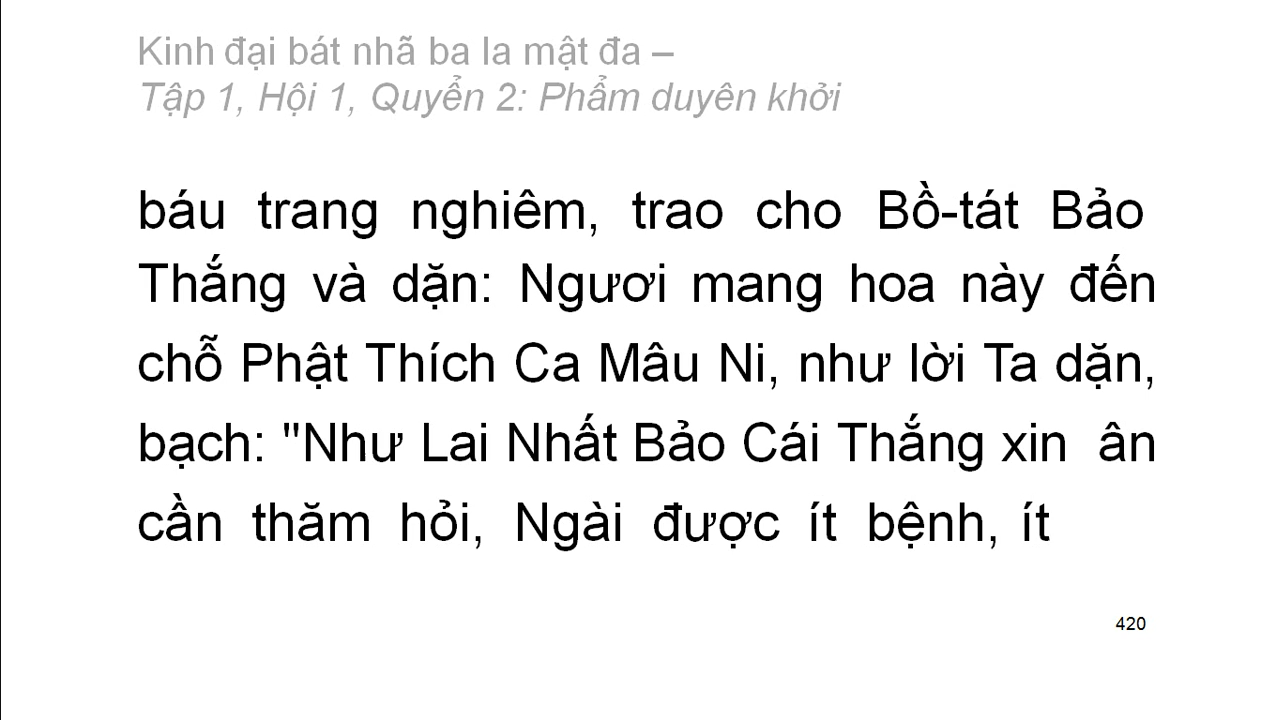 Kinh đại bát nhã ba la mật đa –
Tập 1, Hội 1, Quyển 2: Phẩm duyên khởi
báu trang nghiêm, trao cho Bồ-tát Bảo
Thắng và dặn: Ngươi mang hoa này đến
chỗ Phật Thích Ca Mâu Ni, như lời Ta dặn,
bạch: "Như Lai Nhất Bảo Cái Thắng xin ân
cần thăm hỏi, Ngài được ít bệnh, ít
420